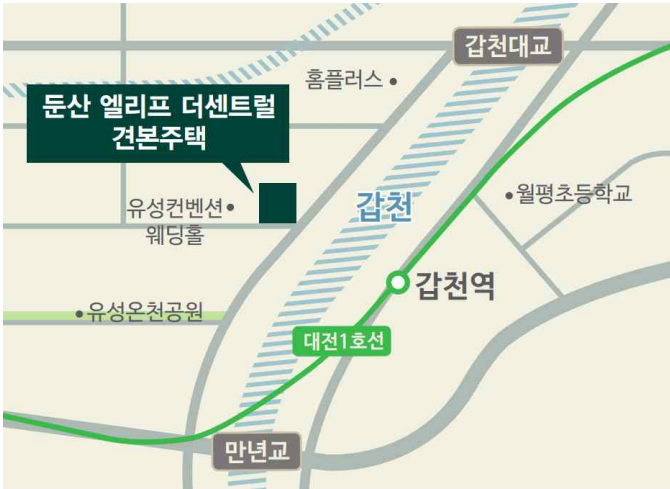 갑천대교
홈플러스
둔산 엘리프 더센트럴
견본주택
유성컨벤션
웨딩홀
갑천
월평초등학교
갑천역
유성온천공원
대전1호선
만년교